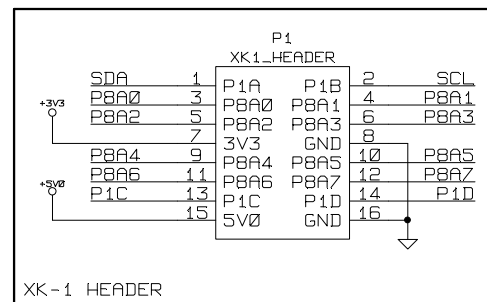 P1
XK1_HEADER
SDA 1 P1A P1B 2 SCL
P8A0 3 P8A0 P8A1 4 P8A1
+3V3
P8A2 5 P8A2 P8A3 6 P8A3
7 3V3 GND 8
P8A4 9 P8A4 P8A5 10 P8A5
P8A6 11 P8A6 P8A7 12 P8A7
+5V0
P1C 13 P1C P1D 14 P1D
15 5V0 GND 16
XK-1 HEADER